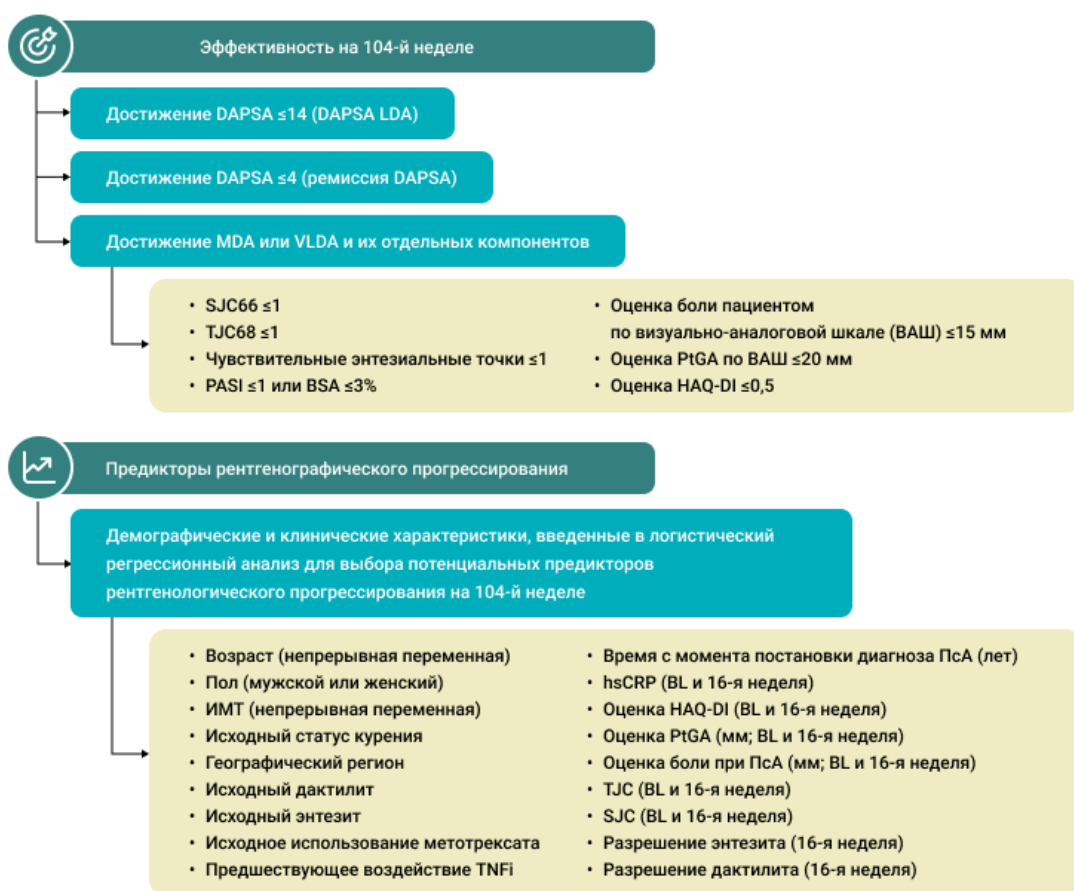 Эффективность на 104-й неделе
Достижение DAPSA ≤14 (DAPSA LDA)
Достижение DAPSA ≤4 (ремиссия DAPSA)
Достижение MDA или VLDA и их отдельных компонентов
• SJC66 ≤1
• TJC68 ≤1
• Чувствительные энтезиальные точки ≤1
• PASI ≤1 или BSA ≤3%
• Оценка боли пациентом
по визуально-аналоговой шкале (ВАШ) ≤15 мм
• Оценка PtGA по ВАШ ≤20 мм
• Оценка HAQ-DI ≤0,5
Предикторы рентгенографического прогрессирования
Демографические и клинические характеристики, введенные в логистический
регрессионный анализ для выбора потенциальных предикторов
рентгенологического прогрессирования на 104-й неделе
• Возраст (непрерывная переменная)
• Пол (мужской или женский)
• ИМТ (непрерывная переменная)
• Исходный статус курения
• Географический регион
• Исходный дактилит
• Исходный энтезит
• Исходное использование метотрексата
• Предшествующее воздействие TNFi
• Время с момента постановки диагноза ПсА (лет)
• hsCRP (BL и 16-я неделя)
• Оценка HAQ-DI (BL и 16-я неделя)
• Оценка PtGA (мм; BL и 16-я неделя)
• Оценка боли при ПсА (мм; BL и 16-я неделя)
• TJC (BL и 16-я неделя)
• SJC (BL и 16-я неделя)
• Разрешение энтезита (16-я неделя)
• Разрешение дактилита (16-я неделя)